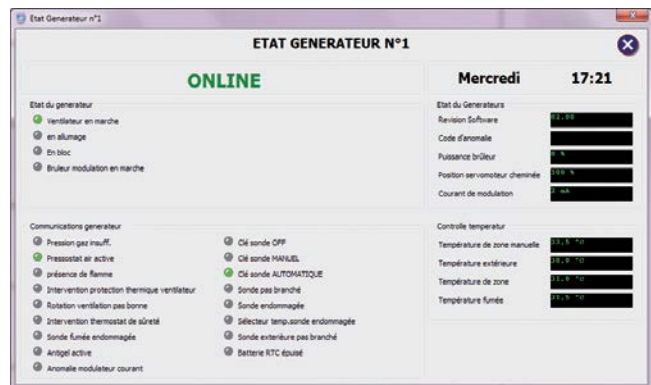 Etat Generateur n°1
ETAT GENERATEUR N°1
ONLINE
Mercredi 17:21
Etat du generateur
Ventilateur en marche
en allumage
En bloc
Bruleur modulation en marche
Etat du Generateurs
Revision Software 02.00
Code d'anomalie
Puissance brûleur 0 %
Position servomoteur cheminée 100 %
Courant de modulation 2 mA
Communications generateur
Pression gaz insuff.
Pressostat air active
présence de flamme
Intervention protection thermique ventilateur
Rotation ventilation pas bonne
Intervention thermostat de sûreté
Sonde fumée endommagée
Antigel active
Anomalie modulateur courant
Clé sonde OFF
Clé sonde MANUEL
Clé sonde AUTOMATIQUE
Sonde pas branché
Sonde endommagée
Sélecteur temp.sonde endommagée
Sonde exterièure pas branché
Batterie RTC épuisé
Controlle temperatur
Température de zone manuelle
Température extérieure
Température de zone
Température fumée